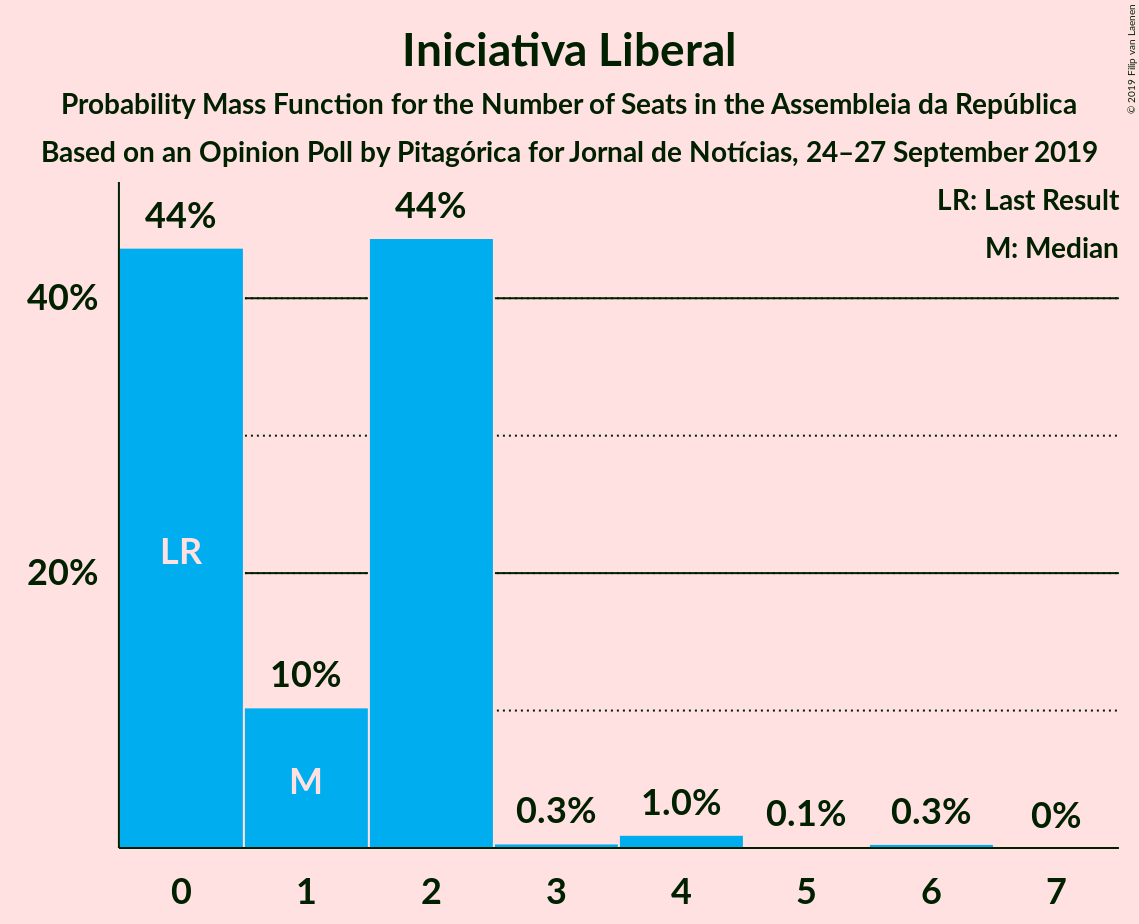 Iniciativa Liberal
Probability Mass Function for the Number of Seats in the Assembleia da República
Based on an Opinion Poll by Pitagórica for Jornal de Notícias, 24–27 September 2019
© 2019 Filip van Laenen
LR: Last Result
M: Median
44%
44%
40%
LR
20%
10%
M
0.3%
1.0%
0.1%
0.3%
0%
0 1 2 3 4 5 6 7